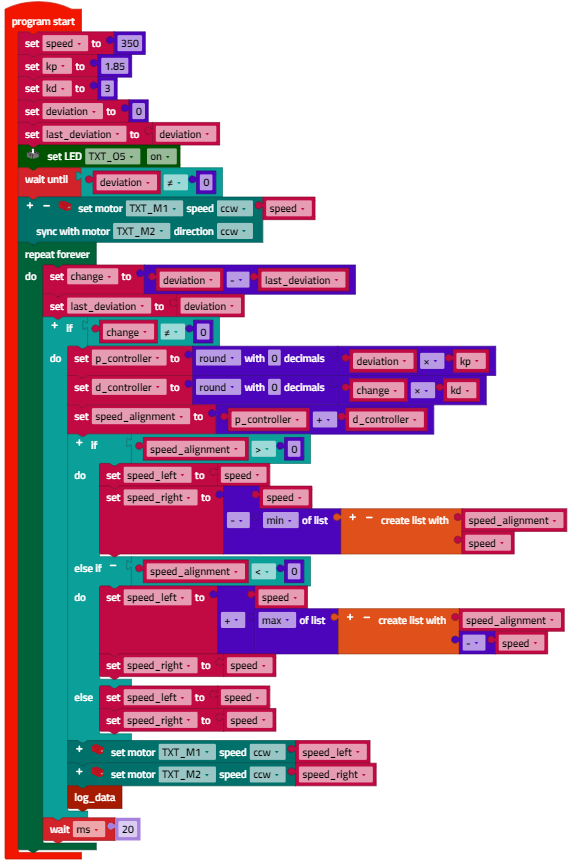 program start
set speed to 350
set kp to 1.85
set kd to 3
set deviation to 0
set last_deviation to deviation
set LED TXT_O5 on
wait until deviation ≠ 0
+ − set motor TXT_M1 speed ccw speed
sync with motor TXT_M2 direction ccw
repeat forever
do set change to deviation - last_deviation
set last_deviation to deviation
+ if change ≠ 0
do set p_controller to round with 0 decimals deviation × kp
set d_controller to round with 0 decimals change × kd
set speed_alignment to p_controller + d_controller
+ if speed_alignment > 0
do set speed_left to speed
set speed_right to speed
- min of list + − create list with speed_alignment
speed
else if − speed_alignment < 0
do set speed_left to speed
+ max of list + − create list with speed_alignment
- speed
set speed_right to speed
else set speed_left to speed
set speed_right to speed
+ set motor TXT_M1 speed ccw speed_left
+ set motor TXT_M2 speed ccw speed_right
log_data
wait ms 20